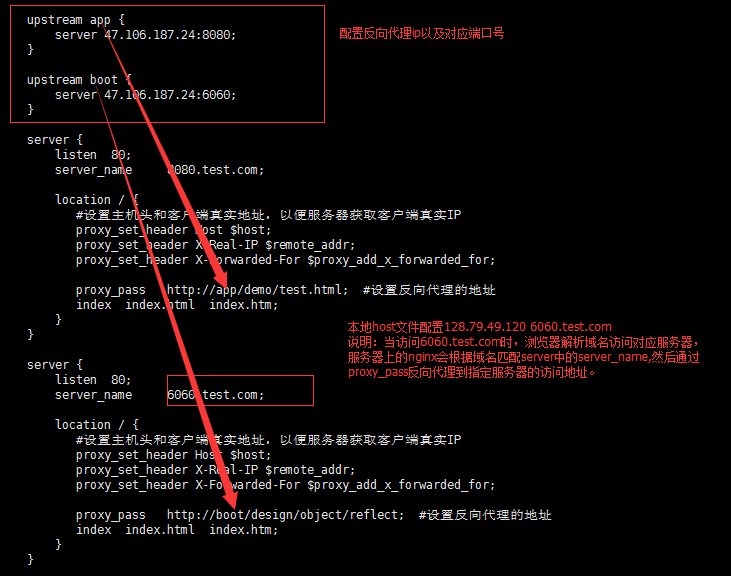 upstream app {
server 47.106.187.24:8080;
}
配置反向代理ip以及对应端口号
upstream boot {
server 47.106.187.24:6060;
}
server {
listen 80;
server_name 8080.test.com;
location / {
#设置主机头和客户端真实地址，以便服务器获取客户端真实IP
proxy_set_header Host $host;
proxy_set_header X-Real-IP $remote_addr;
proxy_set_header X-Forwarded-For $proxy_add_x_forwarded_for;
proxy_pass http://app/demo/test.html; #设置反向代理的地址
index index.html index.htm;
}
}
本地host文件配置128.79.49.120 6060.test.com
说明：当访问6060.test.com时，浏览器解析域名访问对应服务器，
服务器上的nginx会根据域名匹配server中的server_name,然后通过
proxy_pass反向代理到指定服务器的访问地址。
server {
listen 80;
server_name 6060.test.com;
location / {
#设置主机头和客户端真实地址，以便服务器获取客户端真实IP
proxy_set_header Host $host;
proxy_set_header X-Real-IP $remote_addr;
proxy_set_header X-Forwarded-For $proxy_add_x_forwarded_for;
proxy_pass http://boot/design/object/reflect; #设置反向代理的地址
index index.html index.htm;
}
}